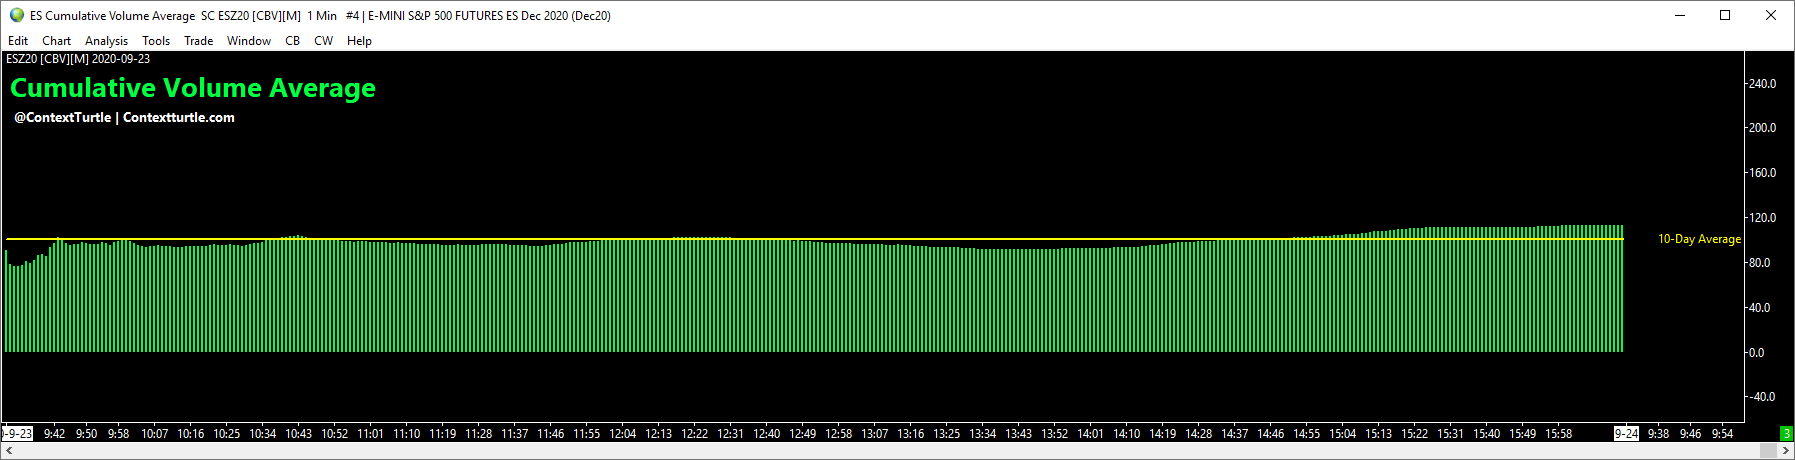 ES Cumulative Volume Average SC ESZ20 [CBV][M] 1 Min #4 | E-MINI S&P 500 FUTURES ES Dec 2020 (Dec20)
Edit Chart Analysis Tools Trade Window CB CW Help
ESZ20 [CBV][M] 2020-09-23
Cumulative Volume Average
@ContextTurtle | Contextturtle.com
240.0
200.0
160.0
120.0
10-Day Average
80.0
40.0
0.0
-40.0
0-9-23 9:42 9:50 9:58 10:07 10:16 10:25 10:34 10:43 10:52 11:01 11:10 11:19 11:28 11:37 11:46 11:55 12:04 12:13 12:22 12:31 12:40 12:49 12:58 13:07 13:16 13:25 13:34 13:43 13:52 14:01 14:10 14:19 14:28 14:37 14:46 14:55 15:04 15:13 15:22 15:31 15:40 15:49 15:58 9-24 9:38 9:46 9:54 3